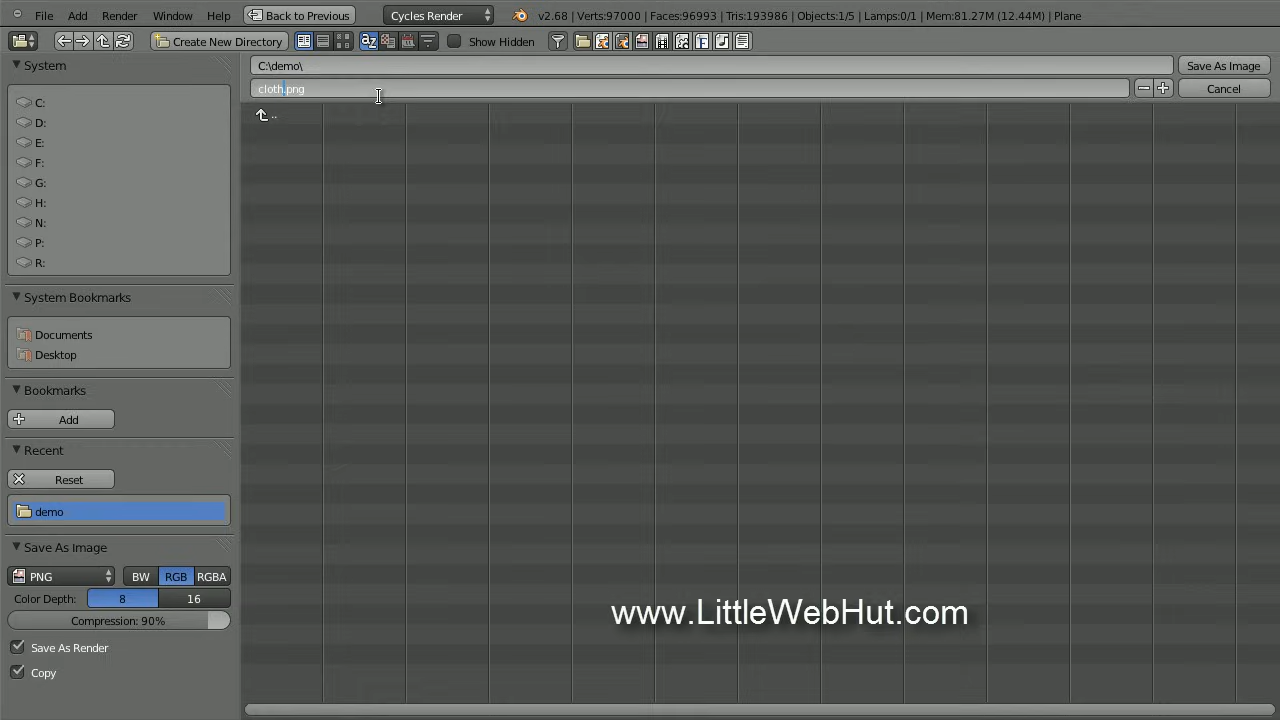 File Add Render Window Help Back to Previous Cycles Render v2.68 | Verts:97000 | Faces:96993 | Tris:193986 | Objects:1/5 | Lamps:0/1 | Mem:81.27M (12.44M) | Plane
Create New Directory Show Hidden
System
C:\demo\ Save As Image
cloth.png Cancel
..
C:
D:
E:
F:
G:
H:
N:
P:
R:
System Bookmarks
Documents
Desktop
Bookmarks
Add
Recent
Reset
demo
Save As Image
PNG BW RGB RGBA
Color Depth: 8 16
Compression: 90%
Save As Render
Copy
www.LittleWebHut.com